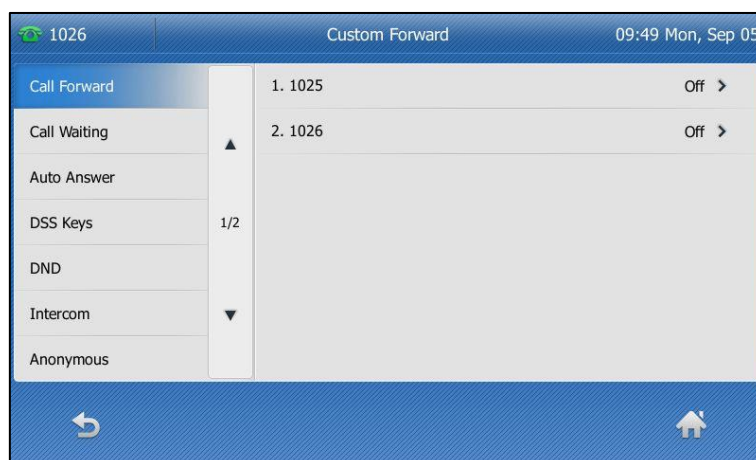 1026 Custom Forward 09:49 Mon, Sep 05
Call Forward
Call Waiting
Auto Answer
DSS Keys
DND
Intercom
Anonymous
1/2
1. 1025 Off
2. 1026 Off